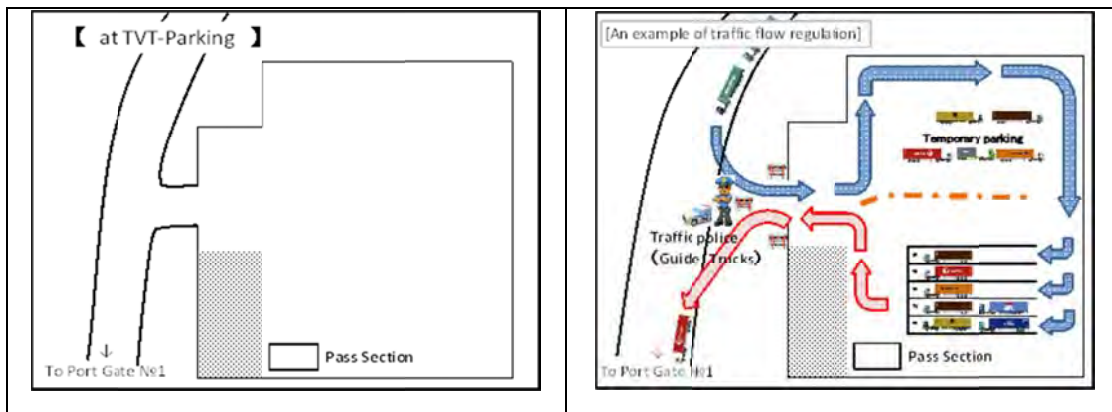 【 at TVT-Parking 】
Pass Section
To Port Gate №1
[An example of traffic flow regulation]
Temporary parking
Traffic police
(Guide Trucks)
Pass Section
To Port Gate №1